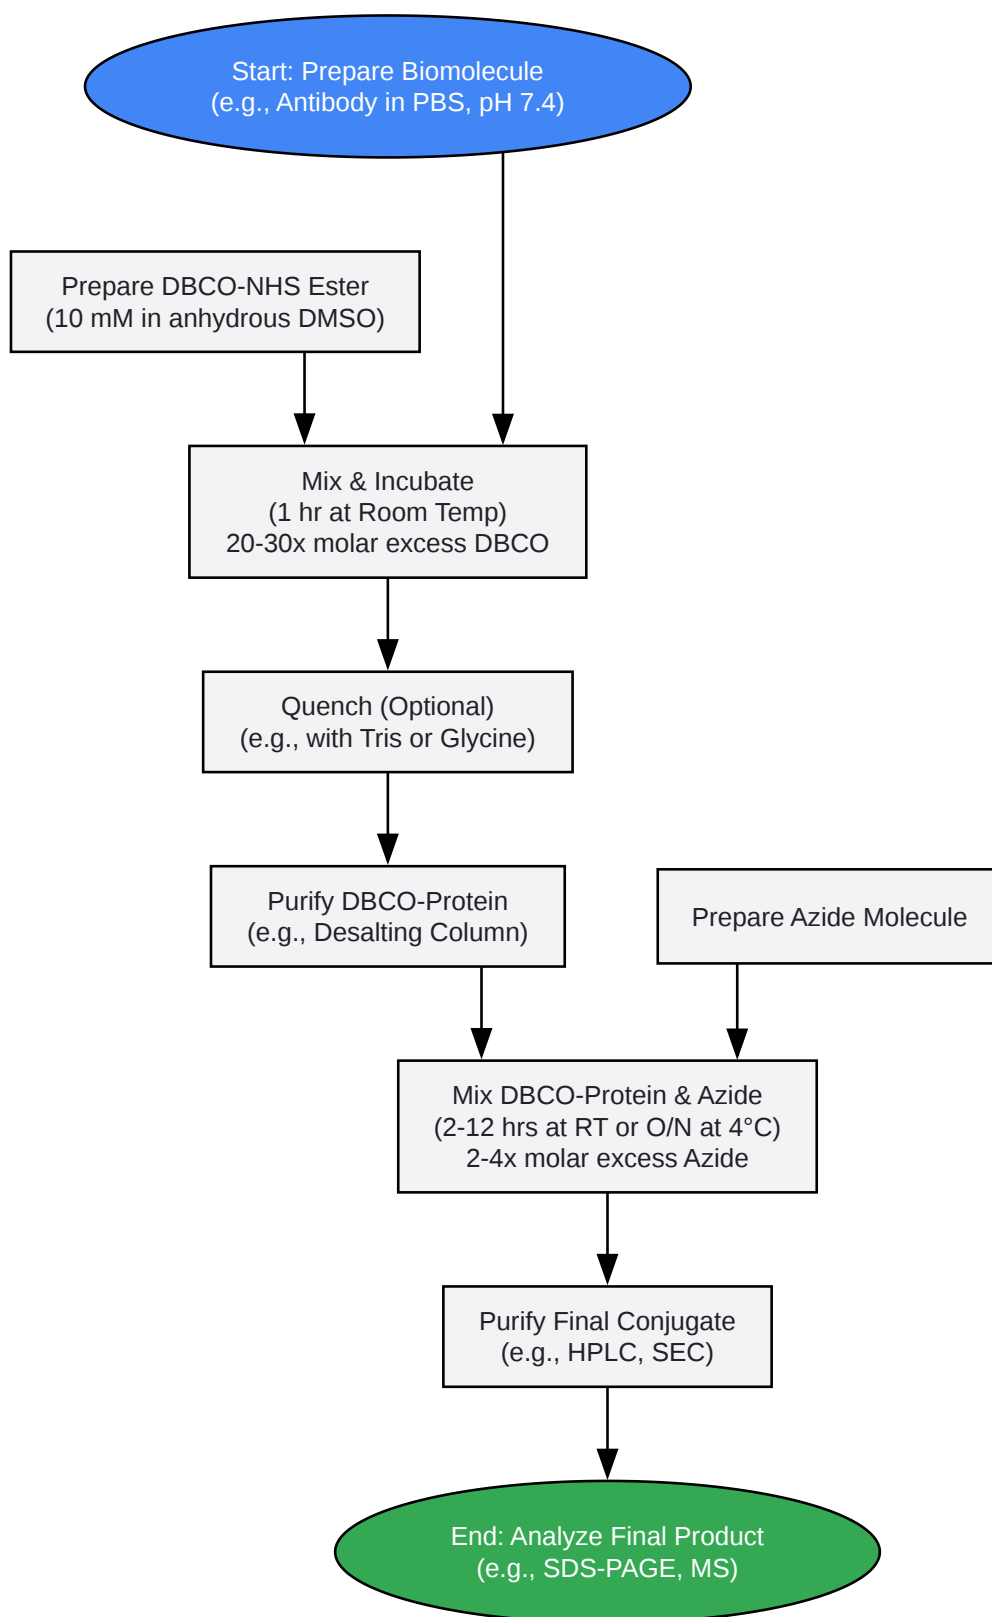 Start: Prepare Biomolecule
(e.g., Antibody in PBS, pH 7.4)
Prepare DBCO-NHS Ester
(10 mM in anhydrous DMSO)
Mix & Incubate
(1 hr at Room Temp)
20-30x molar excess DBCO
Quench (Optional)
(e.g., with Tris or Glycine)
Purify DBCO-Protein
(e.g., Desalting Column)
Prepare Azide Molecule
Mix DBCO-Protein & Azide
(2-12 hrs at RT or O/N at 4°C)
2-4x molar excess Azide
Purify Final Conjugate
(e.g., HPLC, SEC)
End: Analyze Final Product
(e.g., SDS-PAGE, MS)